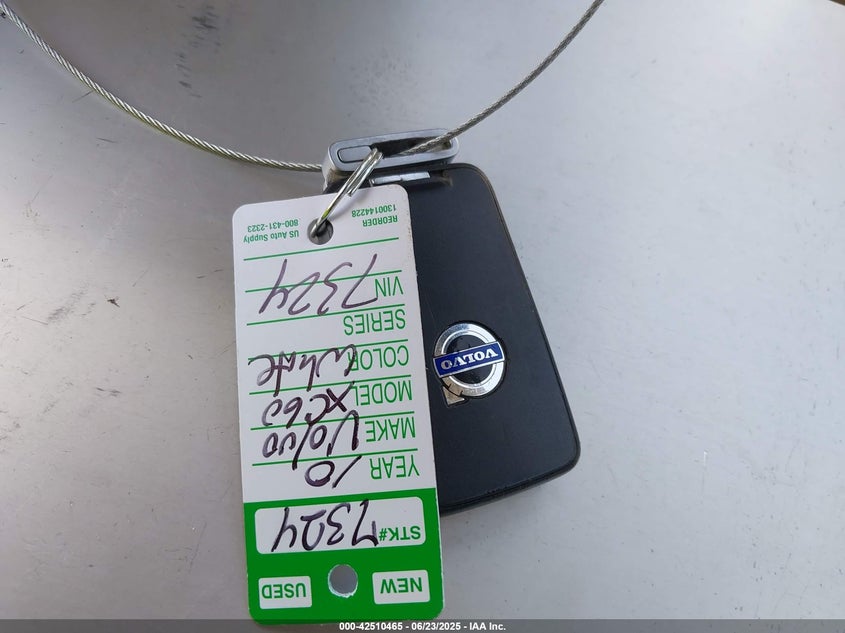 NEW USED
STK# 7324
YEAR 10
MAKE Volvo
MODEL XC60
COLOR White
SERIES
VIN 7324
REORDER US Auto Supply
1300144228 800-431-2323
VOLVO
000-42510465 - 06/23/2025 - IAA Inc.